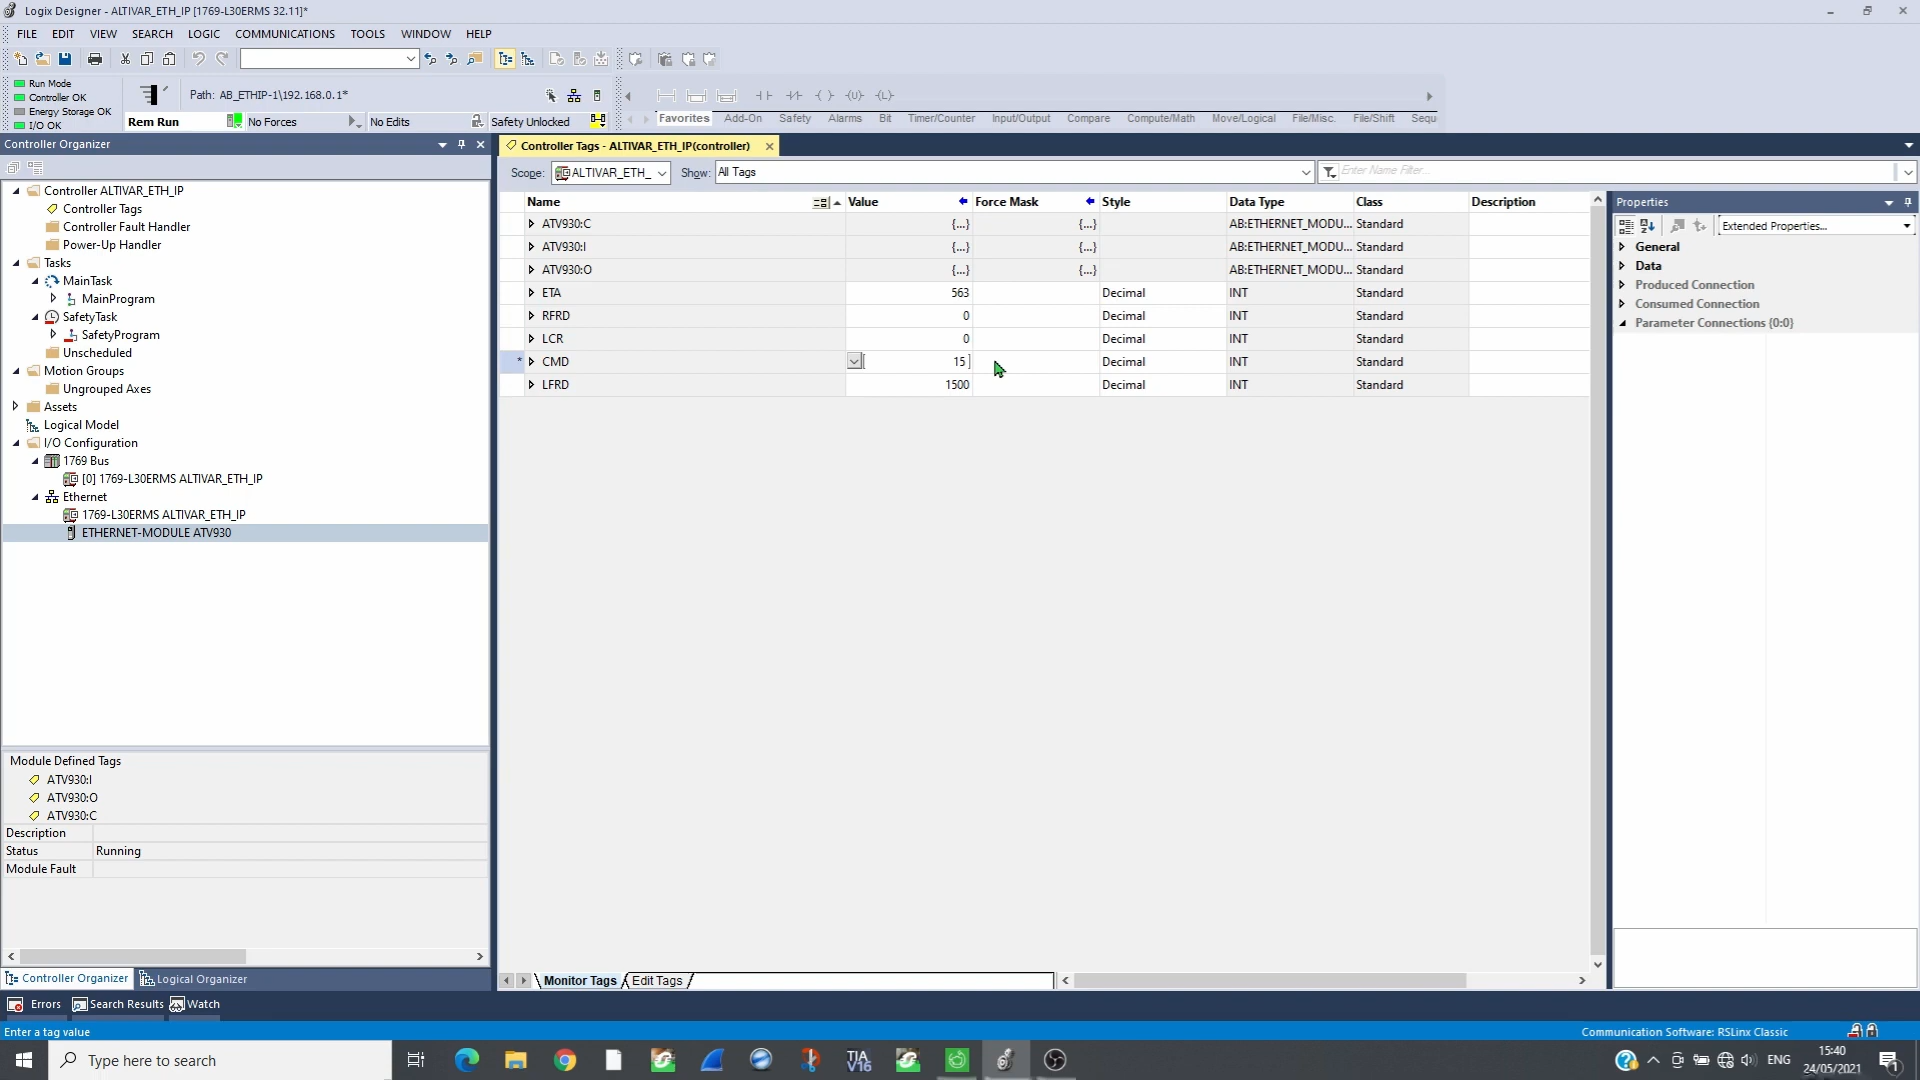 Logix Designer - ALTIVAR_ETH_IP [1769-L30ERMS 32.11]*
FILE EDIT VIEW SEARCH LOGIC COMMUNICATIONS TOOLS WINDOW HELP
Run Mode
Controller OK
Energy Storage OK
I/O OK
Path: AB_ETHIP-1\192.168.0.1*
Rem Run No Forces No Edits Safety Unlocked
Favorites Add-On Safety Alarms Bit Timer/Counter Input/Output Compare Compute/Math Move/Logical File/Misc. File/Shift Sequ
Controller Organizer
Controller ALTIVAR_ETH_IP
Controller Tags
Controller Fault Handler
Power-Up Handler
Tasks
MainTask
MainProgram
SafetyTask
SafetyProgram
Unscheduled
Motion Groups
Ungrouped Axes
Assets
Logical Model
I/O Configuration
1769 Bus
[0] 1769-L30ERMS ALTIVAR_ETH_IP
Ethernet
1769-L30ERMS ALTIVAR_ETH_IP
ETHERNET-MODULE ATV930
Module Defined Tags
ATV930:I
ATV930:O
ATV930:C
Description
Status Running
Module Fault
Controller Organizer Logical Organizer
Controller Tags - ALTIVAR_ETH_IP(controller)
Scope: ALTIVAR_ETH_ Show: All Tags Enter Name Filter...
Name Value Force Mask Style Data Type Class Description
ATV930:C {...} {...} AB:ETHERNET_MODU... Standard
ATV930:I {...} {...} AB:ETHERNET_MODU... Standard
ATV930:O {...} {...} AB:ETHERNET_MODU... Standard
ETA 563 Decimal INT Standard
RFRD 0 Decimal INT Standard
LCR 0 Decimal INT Standard
* CMD 15 Decimal INT Standard
LFRD 1500 Decimal INT Standard
Monitor Tags Edit Tags
Properties
Extended Properties...
General
Data
Produced Connection
Consumed Connection
Parameter Connections {0:0}
Errors Search Results Watch
Enter a tag value
Communication Software: RSLinx Classic
Type here to search
TIA
V16
ENG
15:40
24/05/2021
1